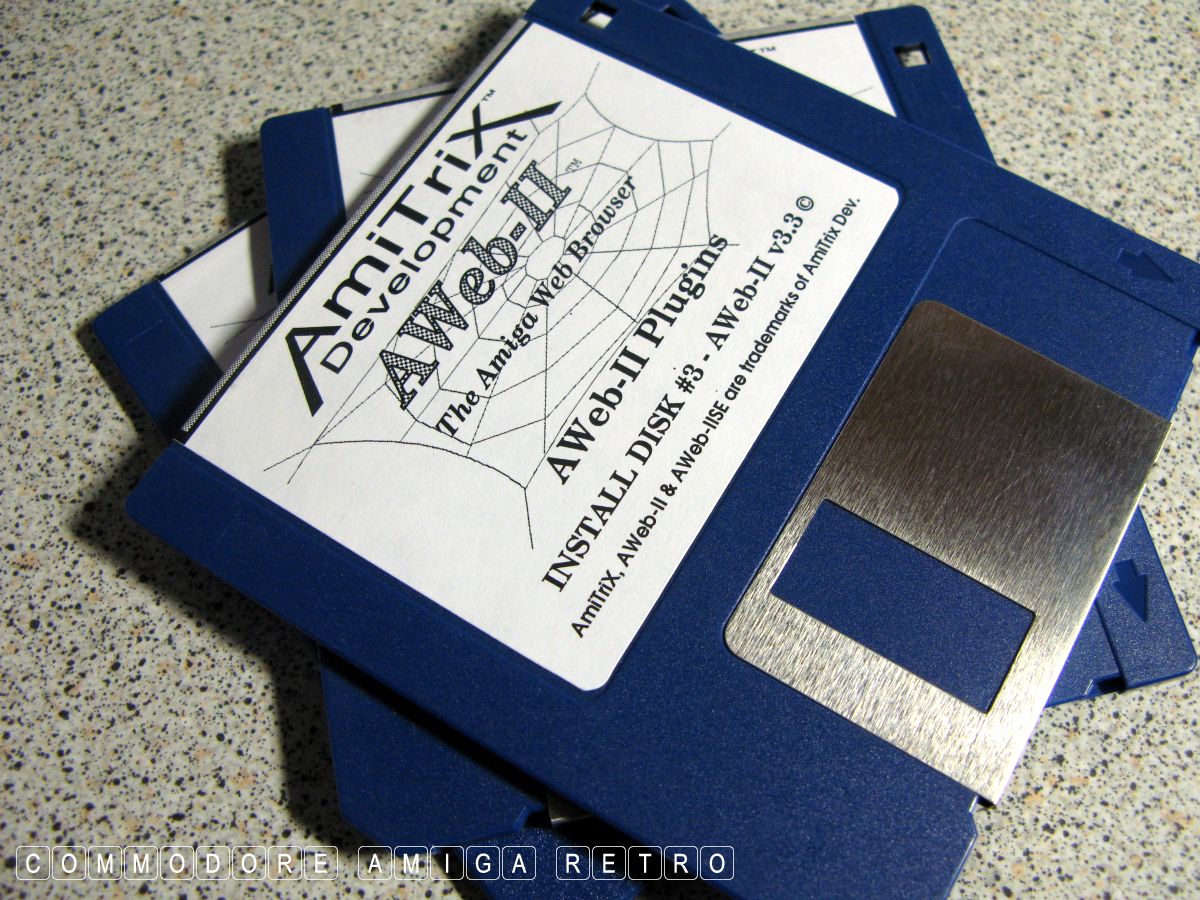 AmiTriX™
Development
AWeb-II™
The Amiga Web Browser
AWeb-II Plugins
INSTALL DISK #3 - AWeb-II v3.3 ©
AmiTriX, AWeb-II & AWeb-IISE are trademarks of AmiTrix Dev.
™
COMMODORE AMIGA RETRO